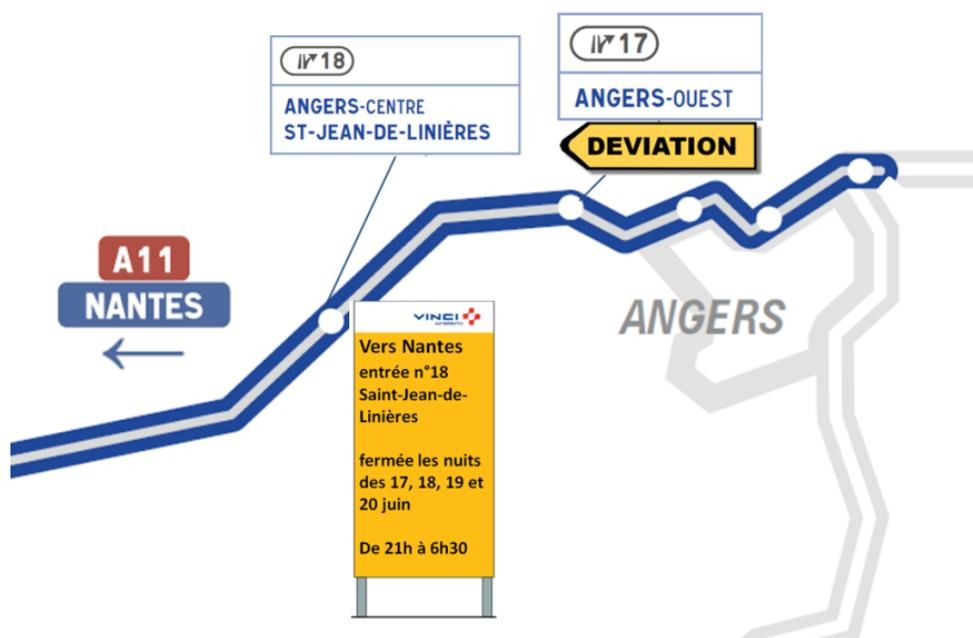 18
ANGERS-CENTRE
ST-JEAN-DE-LINIÈRES
17
ANGERS-OUEST
DEVIATION
A11
NANTES
ANGERS
VINCI
AUTOROUTES
Vers Nantes
entrée n°18
Saint-Jean-de-
Linières
fermée les nuits
des 17, 18, 19 et
20 juin
De 21h à 6h30